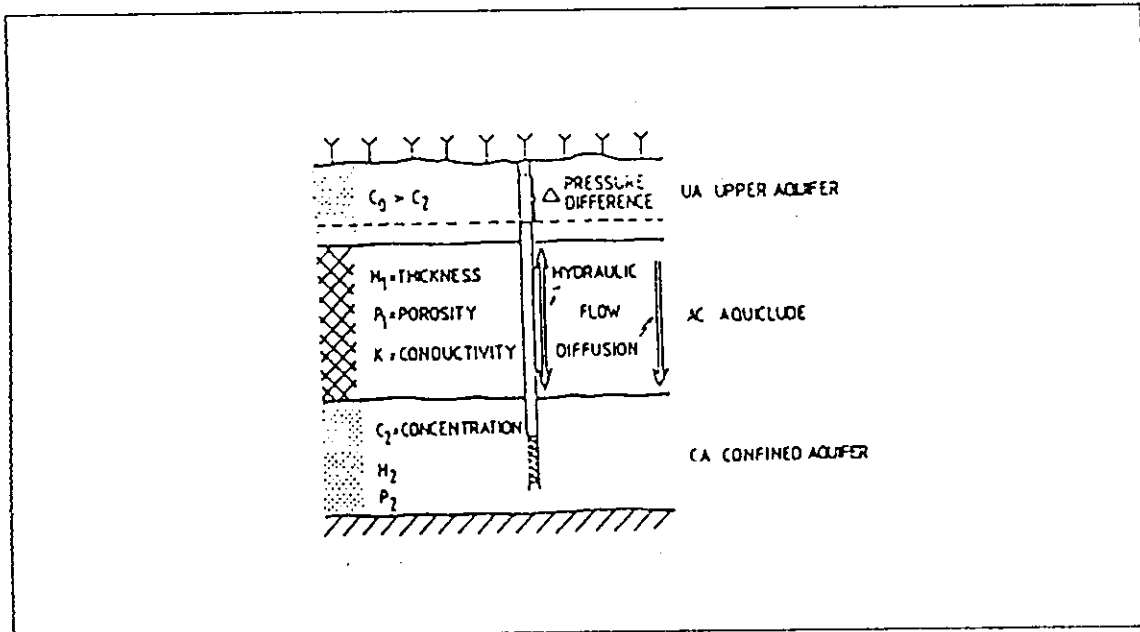 C₀ > C₂
△ PRESSURE
DIFFERENCE
UA UPPER AQUIFER
H₁ = THICKNESS
P₁ = POROSITY
K = CONDUCTIVITY
HYDRAULIC
FLOW
DIFFUSION
AC AQUICLUDE
C₂ = CONCENTRATION
H₂
P₂
CA CONFINED AQUIFER